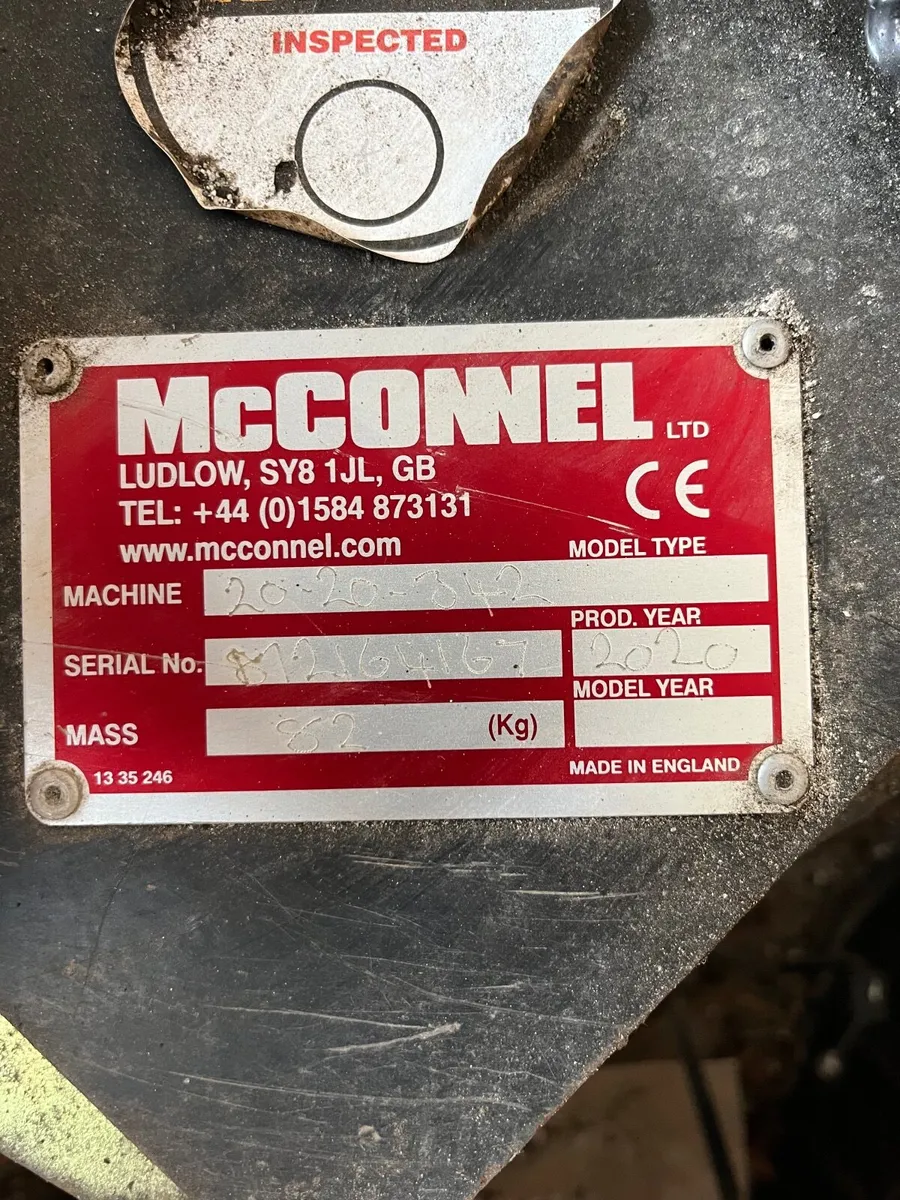 INSPECTED
McCONNEL LTD
LUDLOW, SY8 1JL, GB
TEL: +44 (0)1584 873131
www.mcconnel.com
CE
MODEL TYPE
MACHINE 20-20-342
PROD. YEAR
SERIAL No. 2020
MODEL YEAR
MASS 82 (Kg)
13 35 246
MADE IN ENGLAND